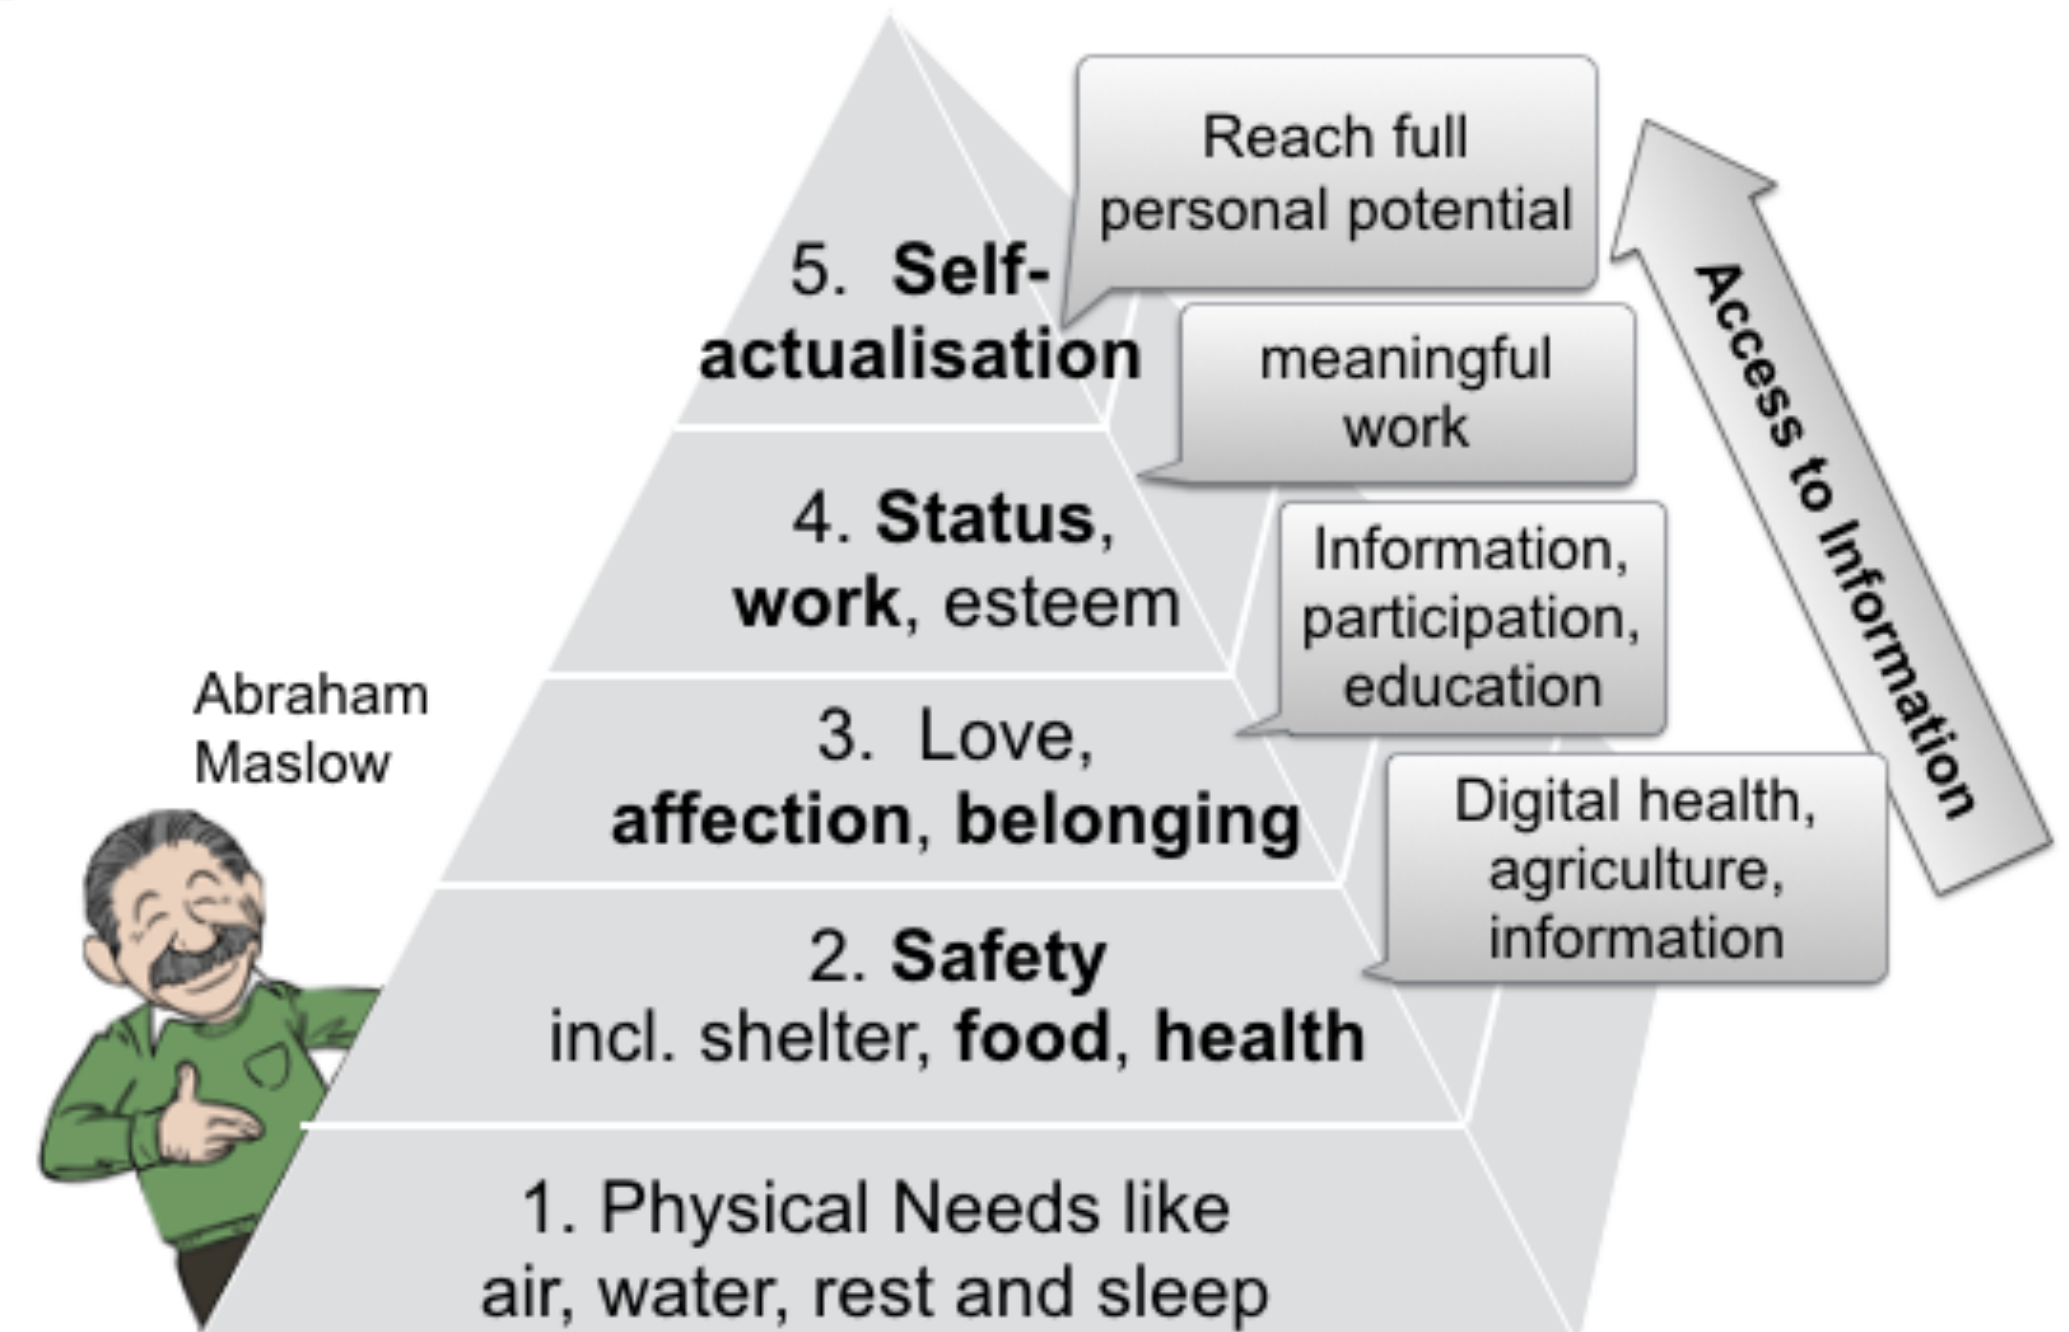 Reach full
personal potential
5. Self-
actualisation
meaningful
work
4. Status,
work, esteem
Information,
participation,
education
Access to Information
Abraham
Maslow
3. Love,
affection, belonging
Digital health,
agriculture,
information
2. Safety
incl. shelter, food, health
1. Physical Needs like
air, water, rest and sleep